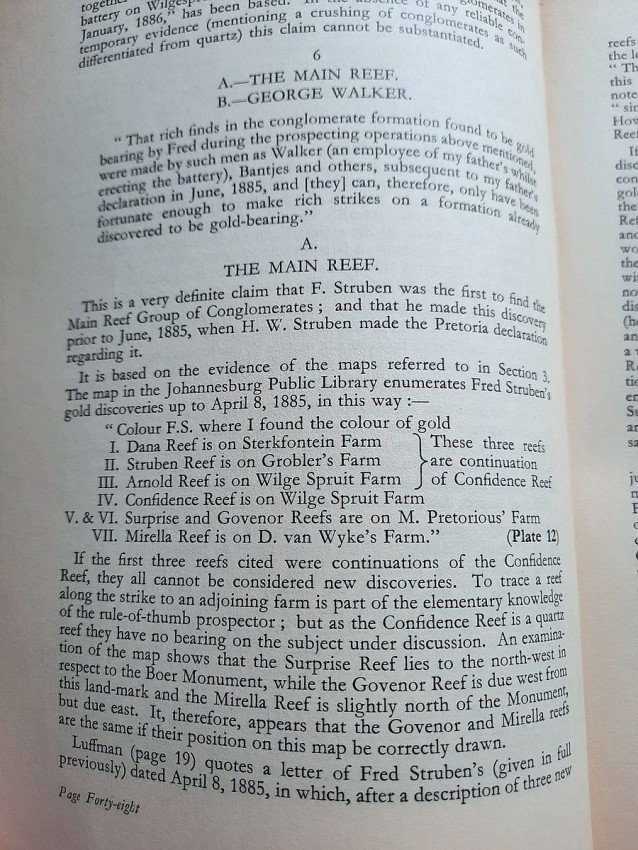 battery on Wilgesp
January, 1886," has been based. In the absence of any reliable con-
temporary evidence (mentioning a crushing of conglomerates as such
differentiated from quartz) this claim cannot be substantiated.
6
A.—THE MAIN REEF.
B.—GEORGE WALKER.
" That rich finds in the conglomerate formation found to be gold
bearing by Fred during the prospecting operations above mentioned,
were made by such men as Walker (an employee of my father's whilst
erecting the battery), Bantjes and others, subsequent to my father's
declaration in June, 1885, and [they] can, therefore, only have been
fortunate enough to make rich strikes on a formation already
discovered to be gold-bearing."
A.
THE MAIN REEF.
This is a very definite claim that F. Struben was the first to find the
Main Reef Group of Conglomerates ; and that he made this discovery
prior to June, 1885, when H. W. Struben made the Pretoria declaration
regarding it.
It is based on the evidence of the maps referred to in Section 3.
The map in the Johannesburg Public Library enumerates Fred Struben's
gold discoveries up to April 8, 1885, in this way :—
" Colour F.S. where I found the colour of gold
I. Dana Reef is on Sterkfontein Farm
II. Struben Reef is on Grobler's Farm
III. Arnold Reef is on Wilge Spruit Farm
These three reefs
are continuation
of Confidence Reef
IV. Confidence Reef is on Wilge Spruit Farm
V. & VI. Surprise and Govenor Reefs are on M. Pretorious' Farm
VII. Mirella Reef is on D. van Wyke's Farm." (Plate 12)
If the first three reefs cited were continuations of the Confidence
Reef, they all cannot be considered new discoveries. To trace a reef
along the strike to an adjoining farm is part of the elementary knowledge
of the rule-of-thumb prospector ; but as the Confidence Reef is a quartz
reef they have no bearing on the subject under discussion. An examina-
tion of the map shows that the Surprise Reef lies to the north-west in
respect to the Boer Monument, while the Govenor Reef is due west from
this land-mark and the Mirella Reef is slightly north of the Monument,
but due east. It, therefore, appears that the Govenor and Mirella reefs
are the same if their position on this map be correctly drawn.
Luffman (page 19) quotes a letter of Fred Struben's (given in full
previously) dated April 8, 1885, in which, after a description of three new
Page Forty-eight